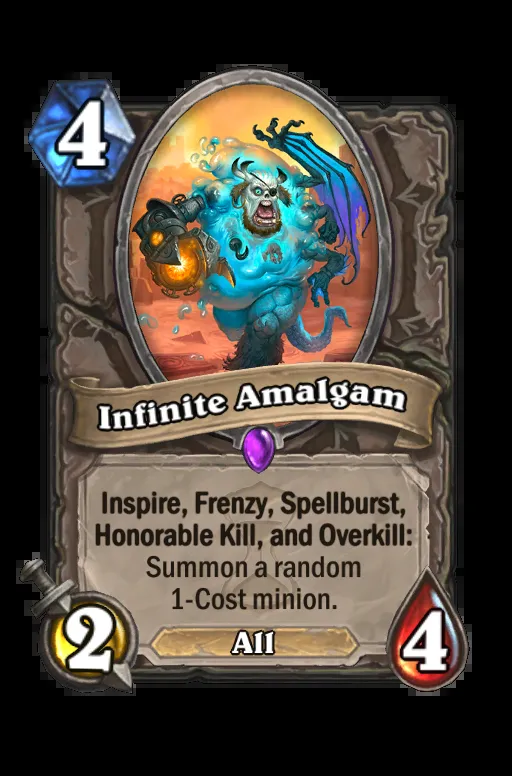 4
Infinite Amalgam
Inspire, Frenzy, Spellburst,
Honorable Kill, and Overkill:
Summon a random
1-Cost minion.
2
All
4